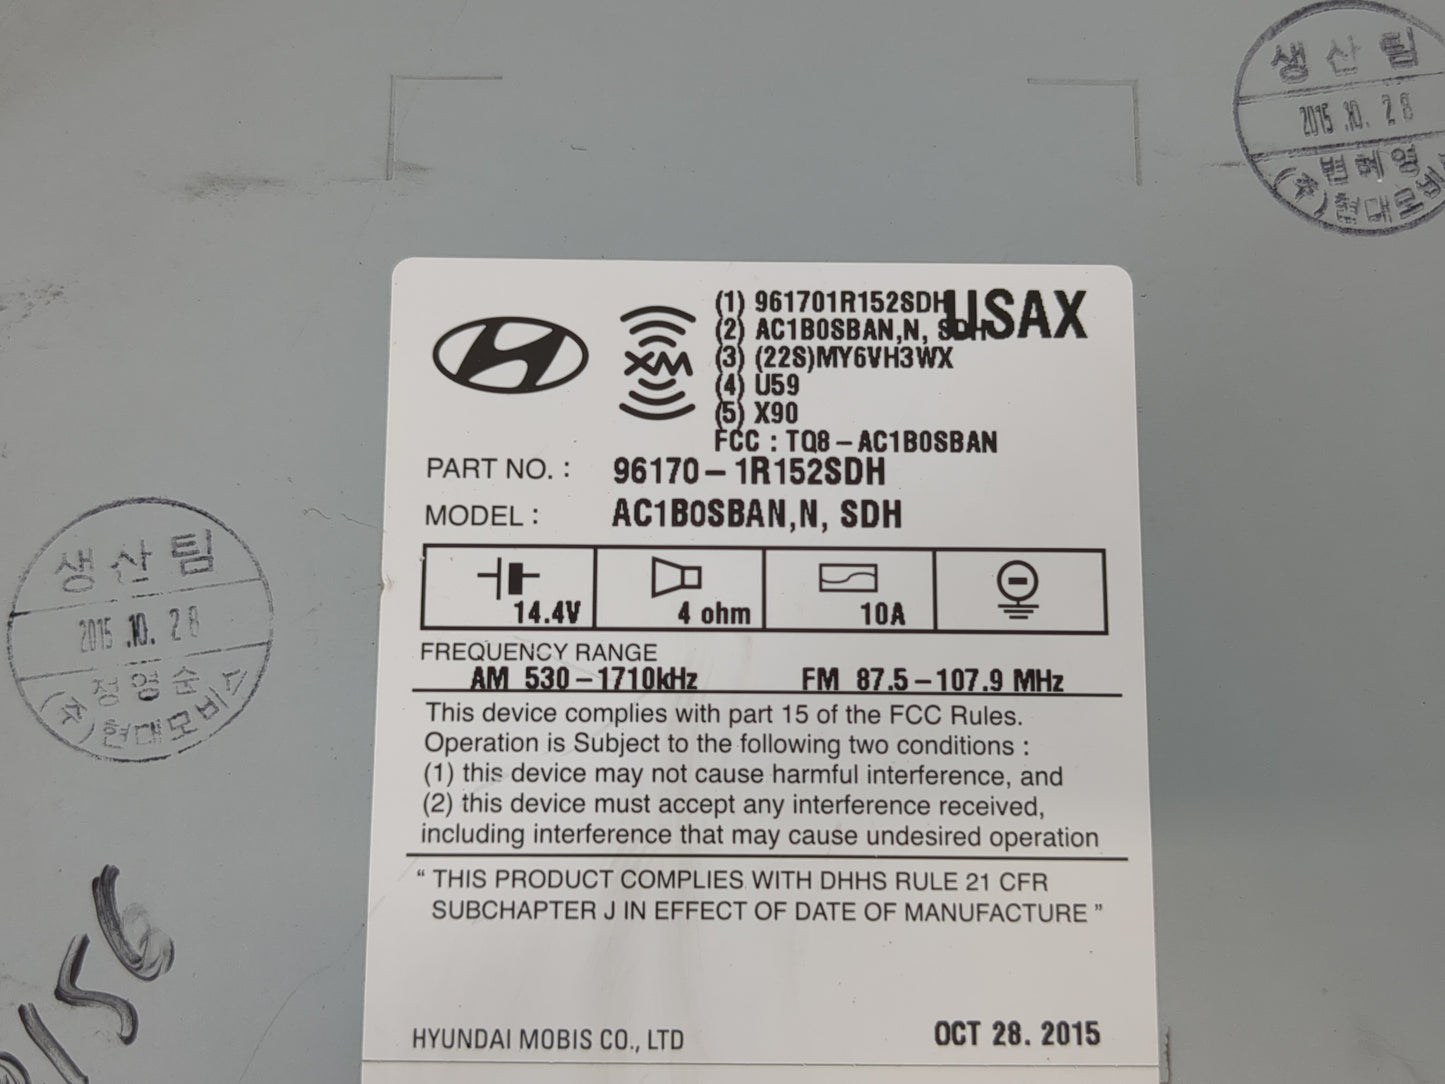 생산팀
2015.10.28
범혜영
(주)현대모비스
XM
(1) 961701R152SDH
USAX
(2) AC1B0SBAN,N, SDH
(3) (22S)MY6VH3WX
(4) U59
(5) X90
FCC : TQ8-AC1B0SBAN
PART NO. : 96170-1R152SDH
MODEL : AC1B0SBAN,N, SDH
14.4V 4 ohm 10A
FREQUENCY RANGE
AM 530-1710kHz FM 87.5-107.9 MHz
This device complies with part 15 of the FCC Rules.
Operation is Subject to the following two conditions :
(1) this device may not cause harmful interference, and
(2) this device must accept any interference received,
including interference that may cause undesired operation
“ THIS PRODUCT COMPLIES WITH DHHS RULE 21 CFR
SUBCHAPTER J IN EFFECT OF DATE OF MANUFACTURE ”
HYUNDAI MOBIS CO., LTD OCT 28. 2015
생산팀
2015.10.28
정영순
(주)현대모비스